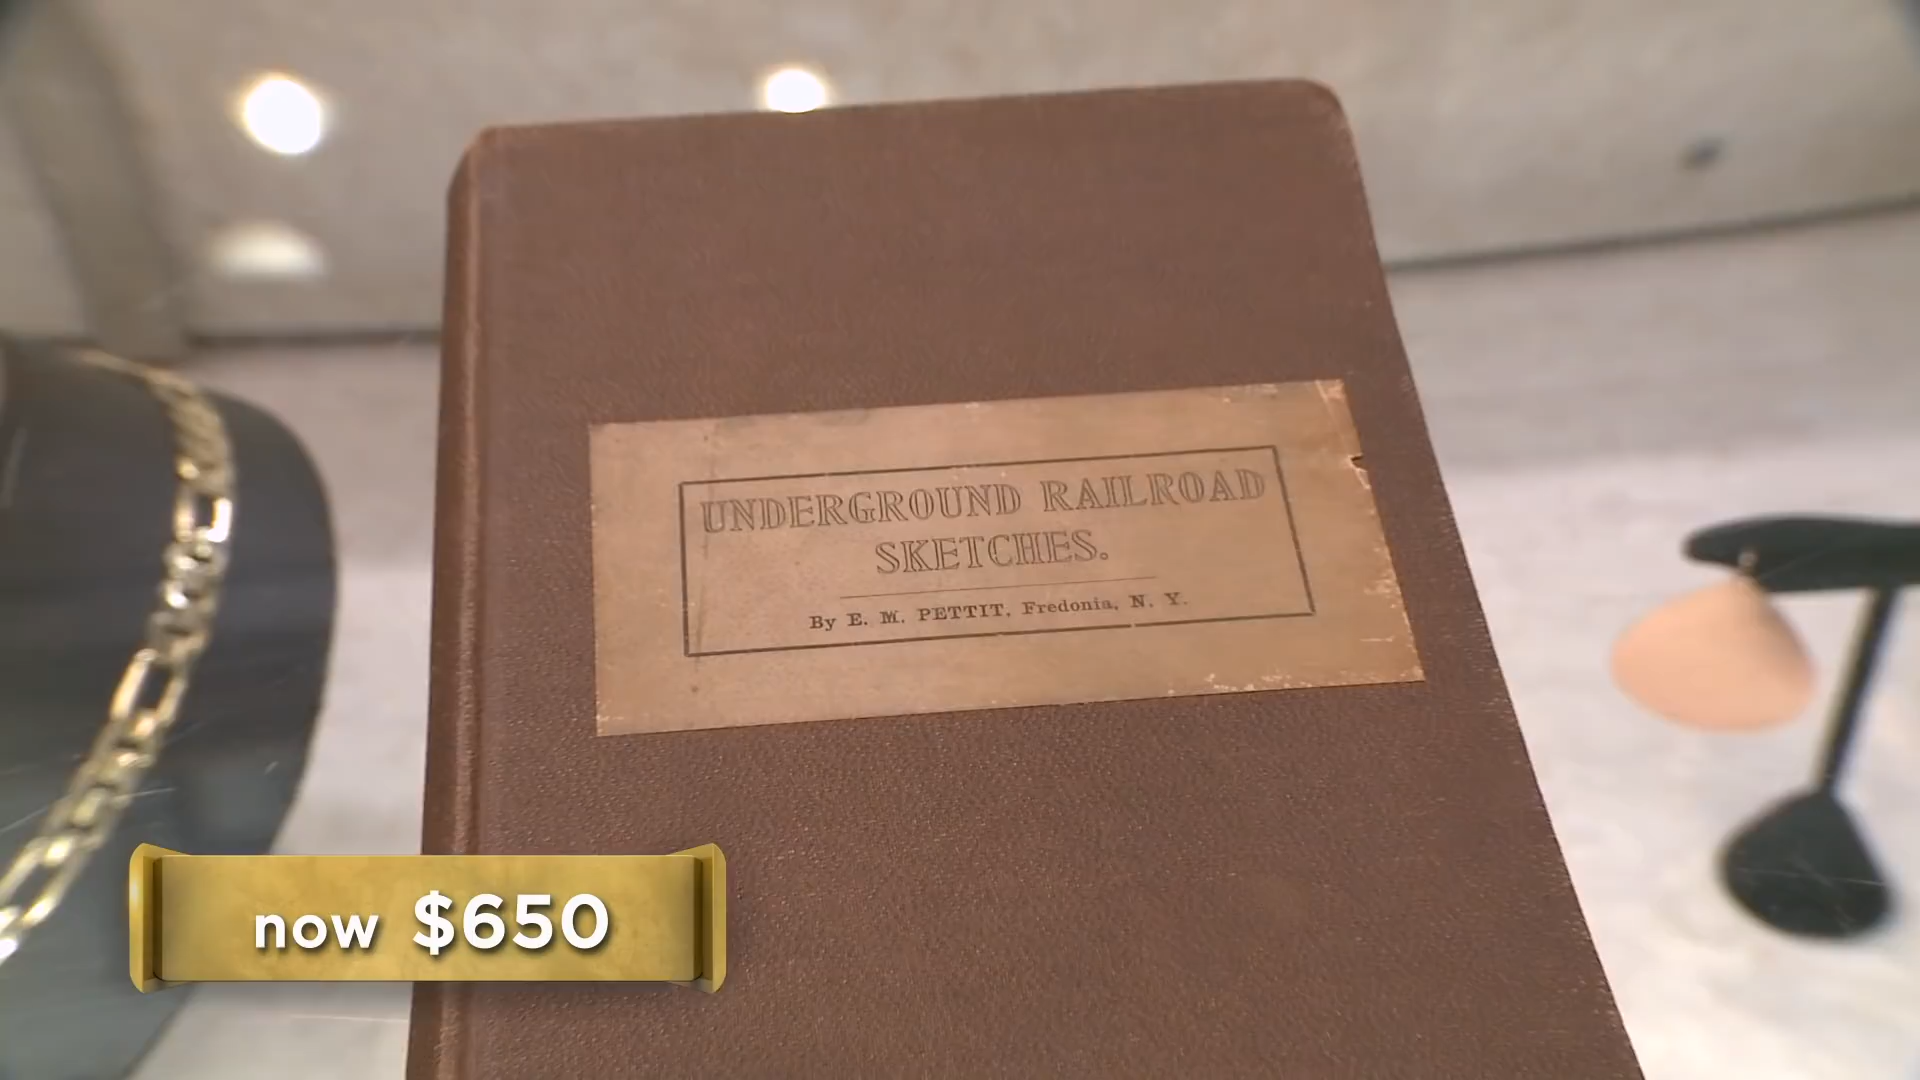 UNDERGROUND RAILROAD
SKETCHES.
By E. M. PETTIT, Fredonia, N. Y.
now $650